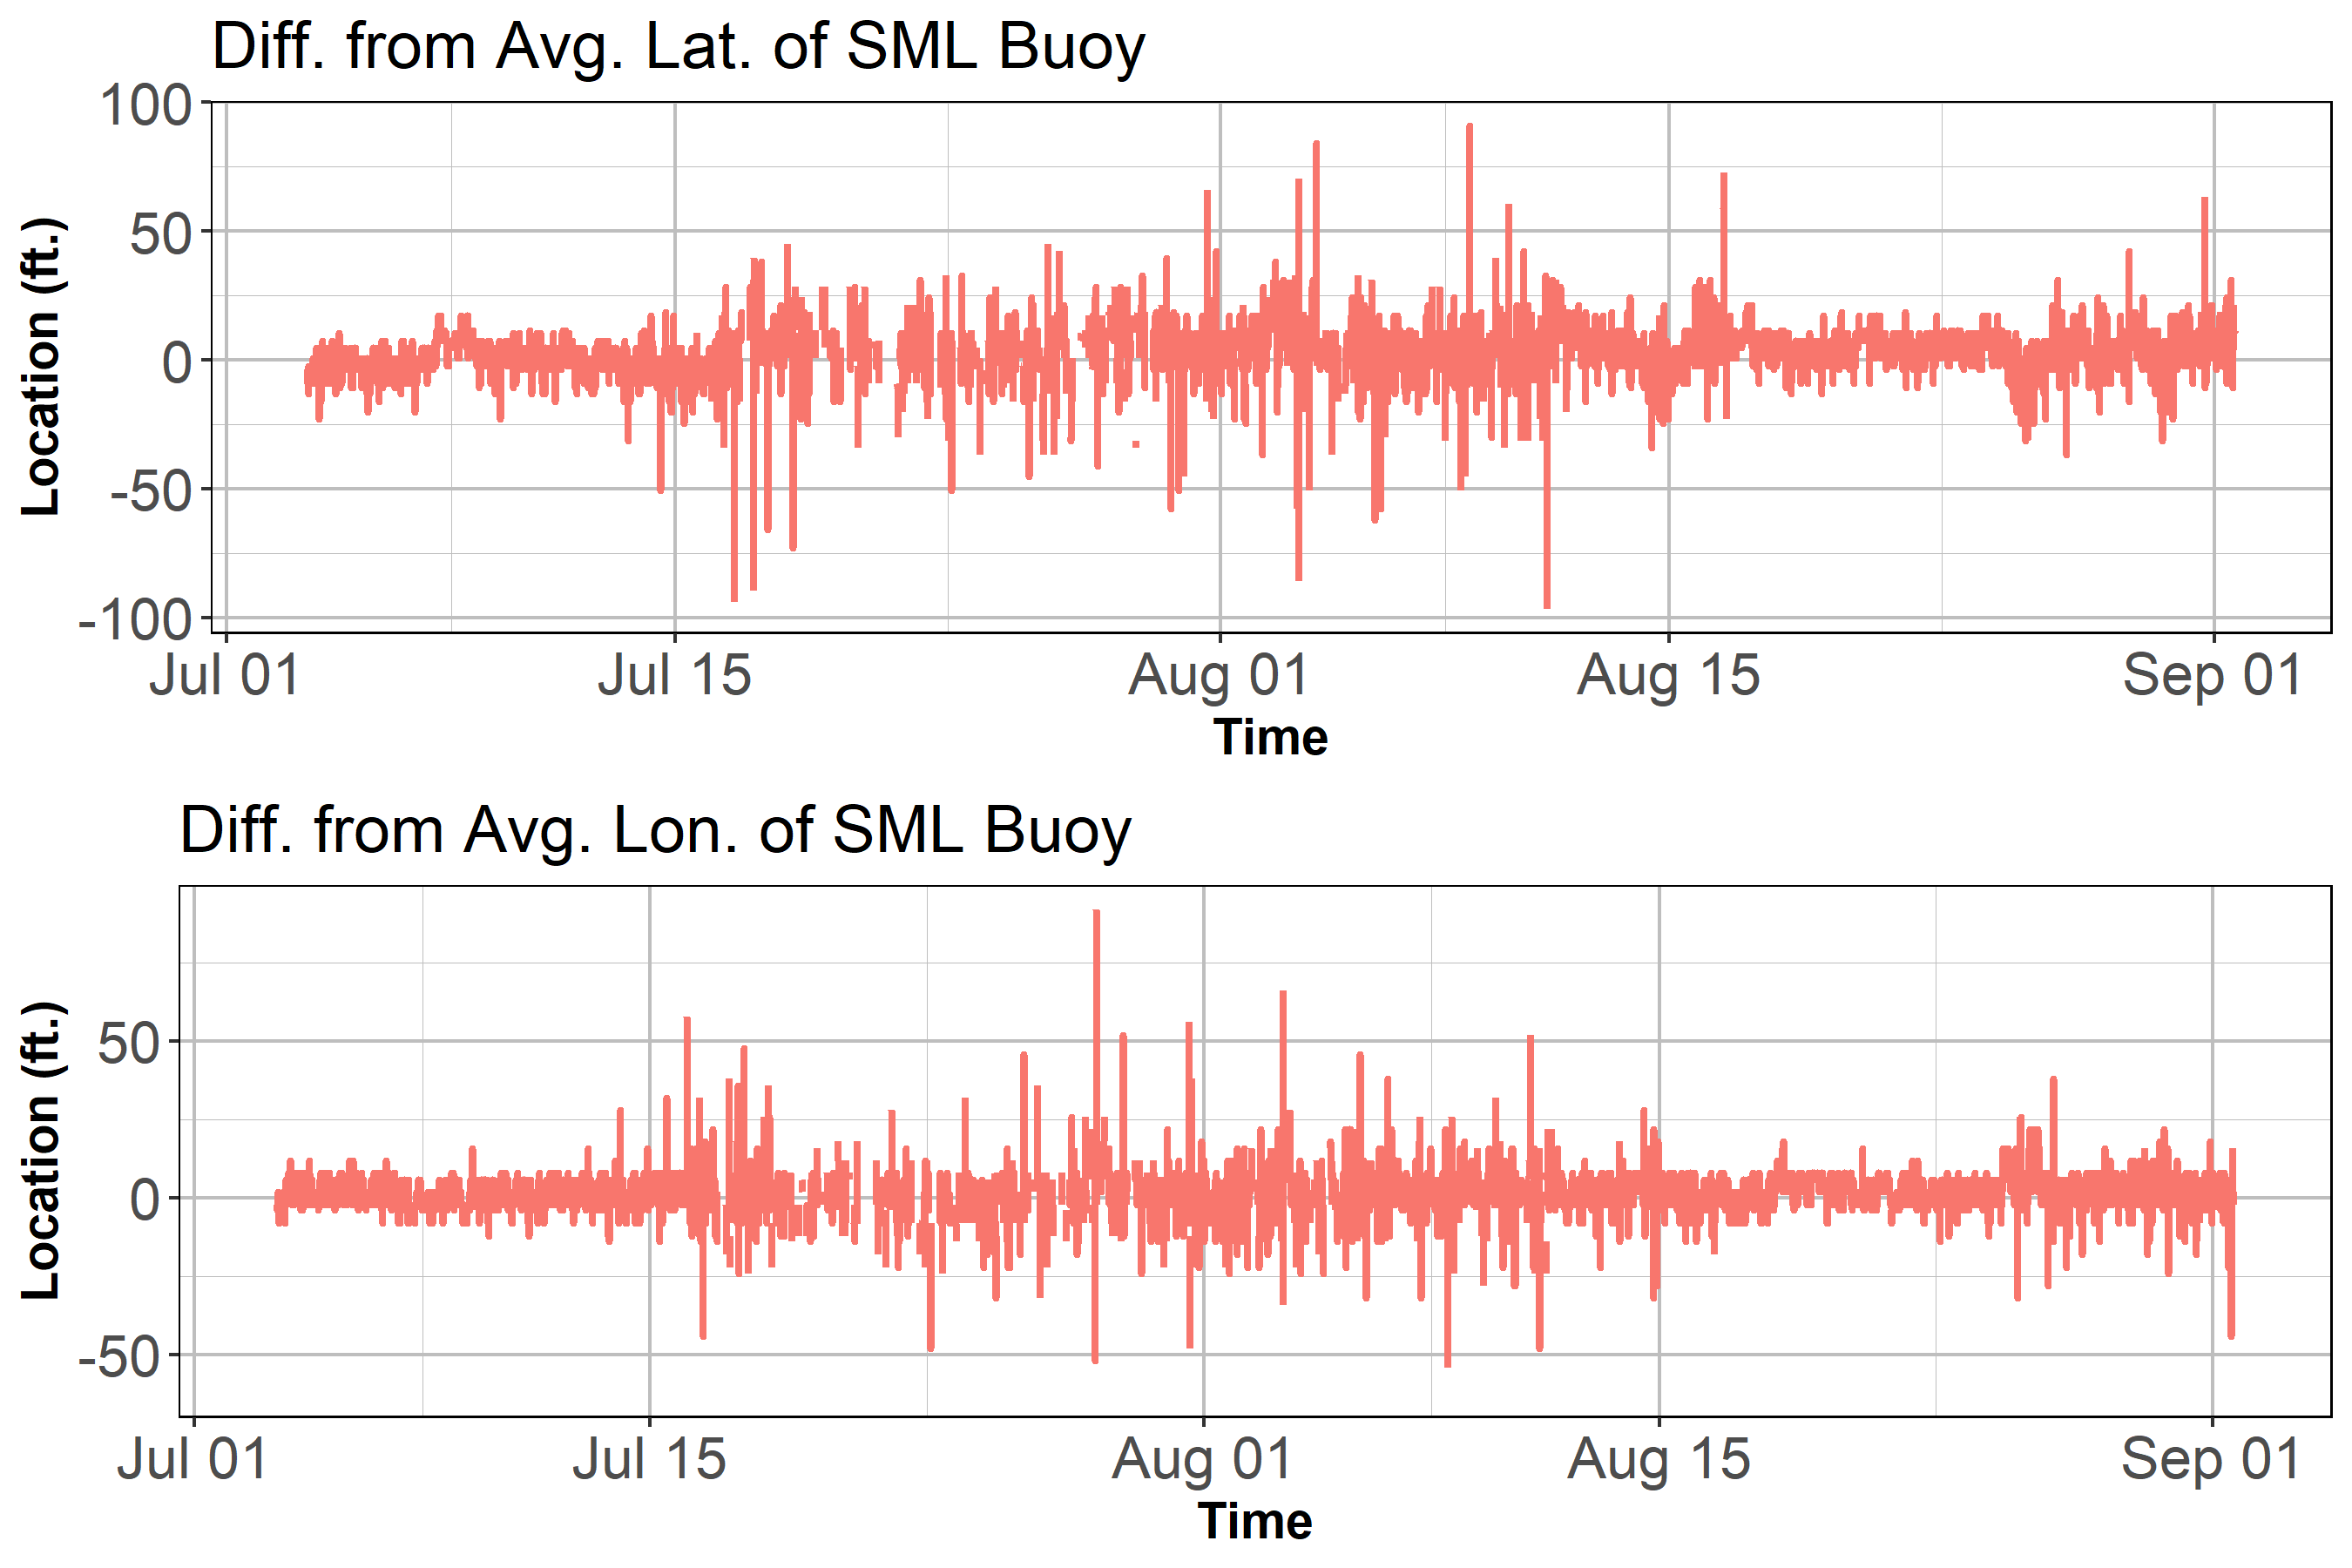 Diff. from Avg. Lat. of SML Buoy
100
50
0
-50
-100
Location (ft.)
Jul 01 Jul 15 Aug 01 Aug 15 Sep 01
Time
Diff. from Avg. Lon. of SML Buoy
50
0
-50
Location (ft.)
Jul 01 Jul 15 Aug 01 Aug 15 Sep 01
Time